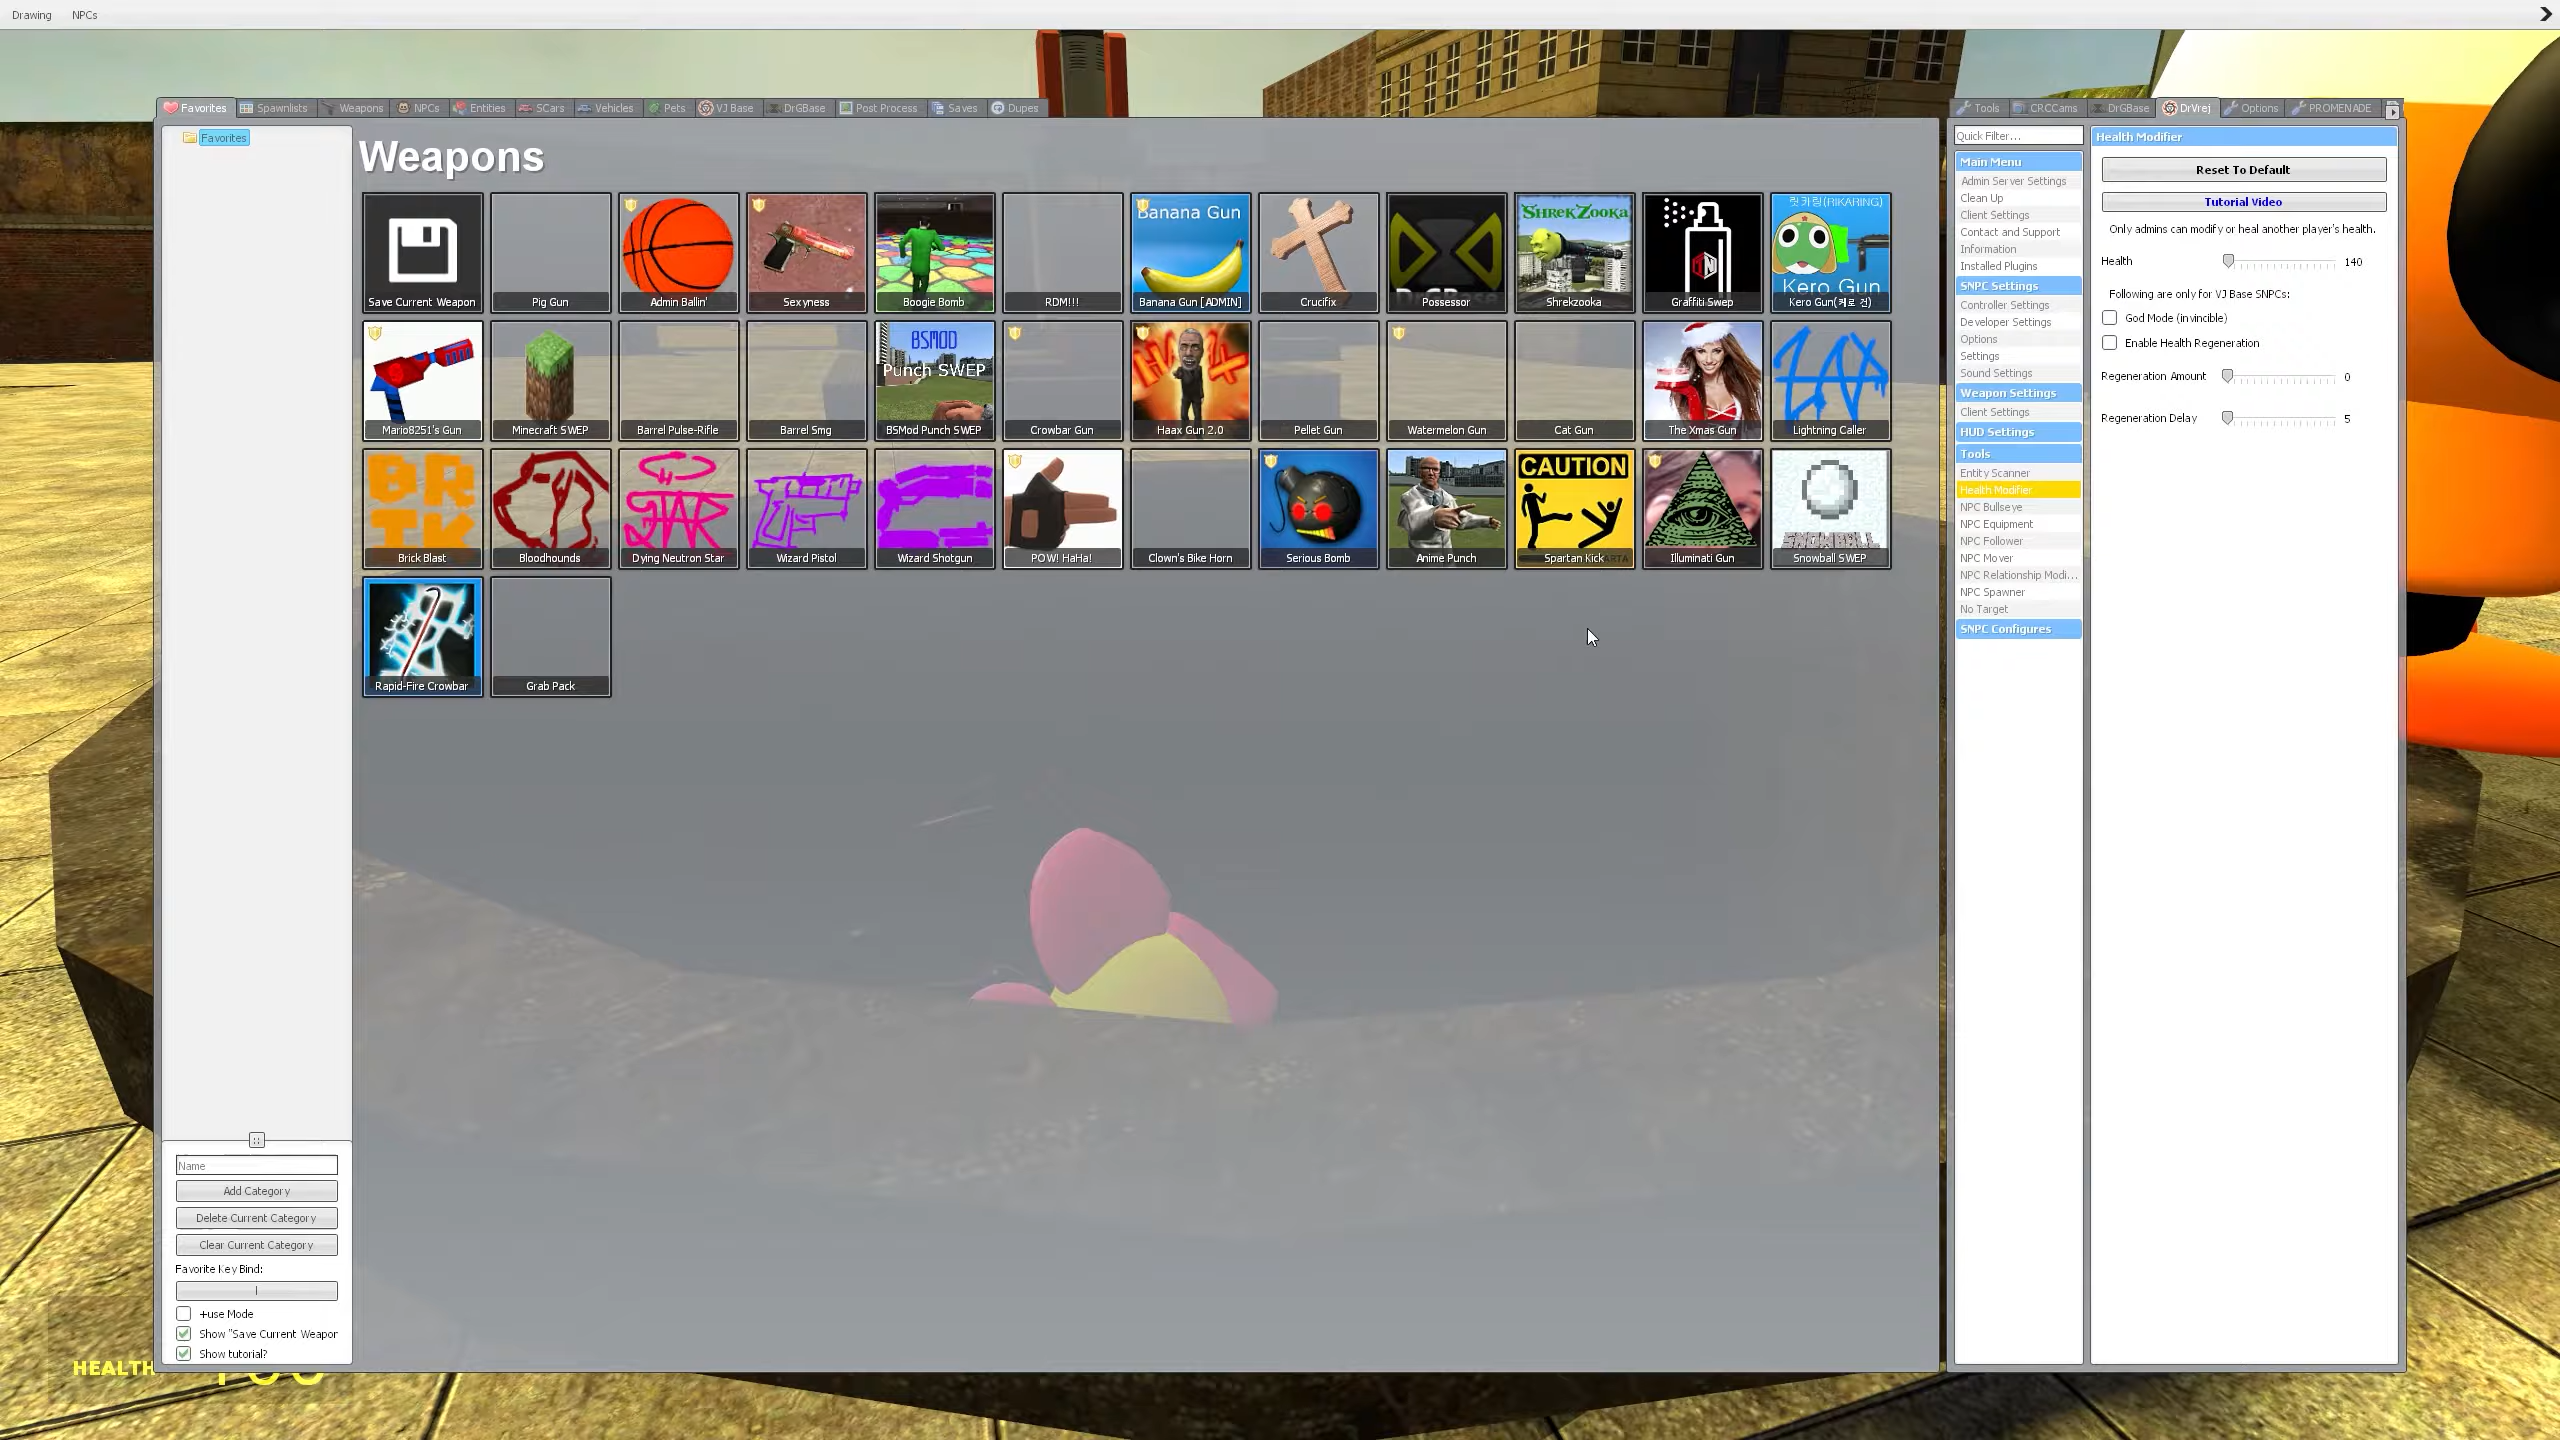 Drawing NPCs
Favorites Spawnlists Weapons NPCs Entities SCars Vehicles Pets VJ Base DrGBase Post Process Saves Dupes
Favorites
Weapons
Save Current Weapon
Pig Gun
Admin Ballin'
Sexyness
Boogie Bomb
RDM!!!
Banana Gun
Banana Gun [ADMIN]
Crucifix
Possessor
SHREKZOOKA
Shrekzooka
Graffiti Swep
릿카링(RIKARING)
Kero Gun
Kero Gun(케로 건)
Mario8251's Gun
Minecraft SWEP
Barrel Pulse-Rifle
Barrel Smg
BSMOD
Punch SWEP
BSMod Punch SWEP
Crowbar Gun
HAAX
Haax Gun 2.0
Pellet Gun
Watermelon Gun
Cat Gun
The Xmas Gun
Lightning Caller
BR
IK
Brick Blast
Bloodhounds
STAR
Dying Neutron Star
Wizard Pistol
Wizard Shotgun
POW! HaHa!
Clown's Bike Horn
Serious Bomb
Anime Punch
CAUTION
Spartan Kick
Illuminati Gun
SNOWBALL
Snowball SWEP
Rapid-Fire Crowbar
Grab Pack
Name
Add Category
Delete Current Category
Clear Current Category
Favorite Key Bind:
I
+use Mode
Show "Save Current Weapor
Show tutorial?
HEALTH
Tools CRCCams DrGBase DrVrej Options PROMENADE
Quick Filter...
Main Menu
Admin Server Settings
Clean Up
Client Settings
Contact and Support
Information
Installed Plugins
SNPC Settings
Controller Settings
Developer Settings
Options
Settings
Sound Settings
Weapon Settings
Client Settings
HUD Settings
Tools
Entity Scanner
Health Modifier
NPC Bullseye
NPC Equipment
NPC Follower
NPC Mover
NPC Relationship Modi...
NPC Spawner
No Target
SNPC Configures
Health Modifier
Reset To Default
Tutorial Video
Only admins can modify or heal another player's health.
Health 140
Following are only for VJ Base SNPCs:
God Mode (invincible)
Enable Health Regeneration
Regeneration Amount 0
Regeneration Delay 5